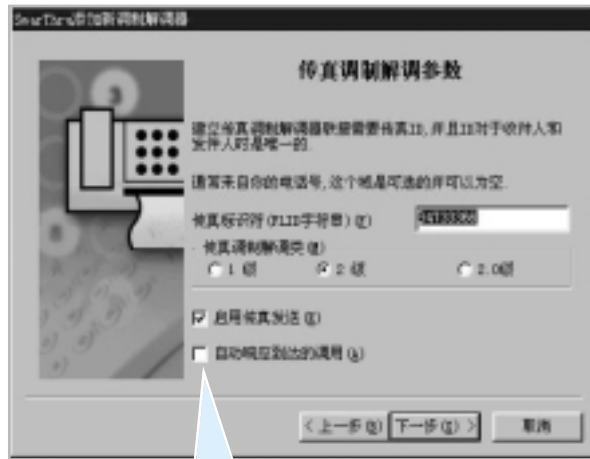 SmarThru添加新调制解调器
传真调制解调参数
建立传真调制解调器联接需要传真ID,并且ID对于收件人和
发件人时是唯一的.
通常来自你的电话号,这个域是可选的并可以为空.
传真标识符(FLID字符串)(F)
传真调制解调类(M)
1 级
2 级
2.0级
启用传真发送(E)
自动响应到达的调用(A)
<上一步(B)
下一步(N)>
取消